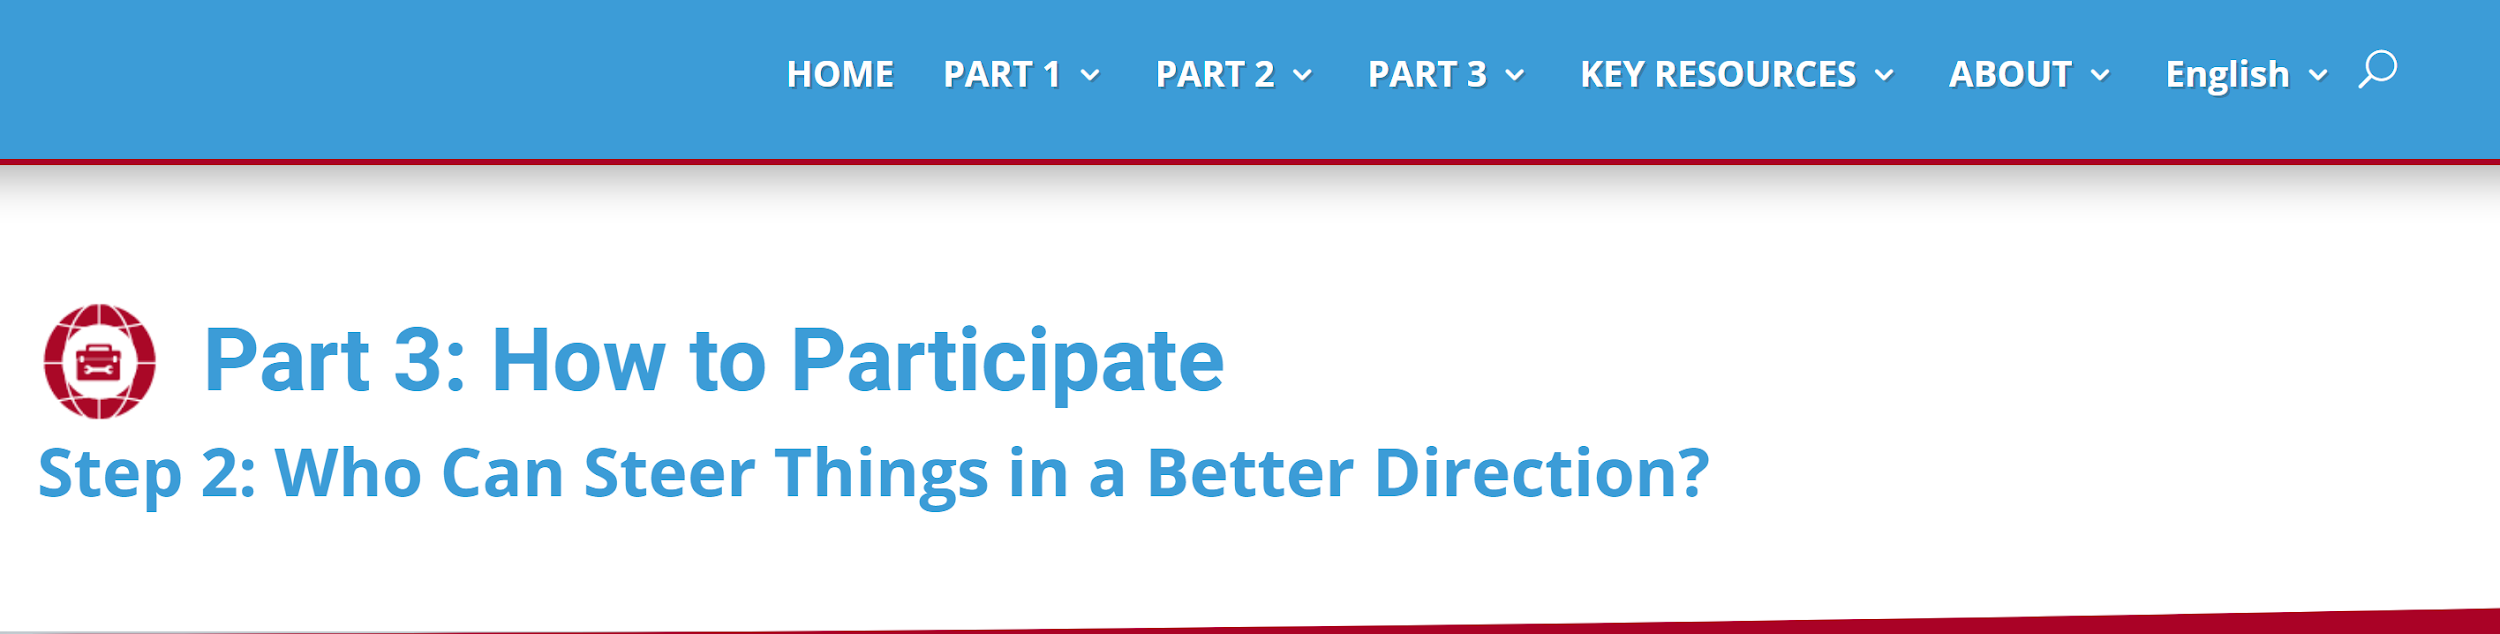 HOME PART 1 PART 2 PART 3 KEY RESOURCES ABOUT English
Part 3: How to Participate
Step 2: Who Can Steer Things in a Better Direction?